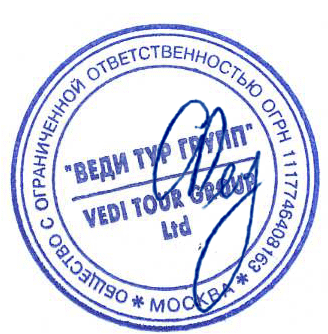 ОБЩЕСТВО С ОГРАНИЧЕННОЙ ОТВЕТСТВЕННОСТЬЮ ОГРН 1117746408163
* МОСКВА *
"ВЕДИ ТУР ГРУПП"
VEDI TOUR GROUP
Ltd